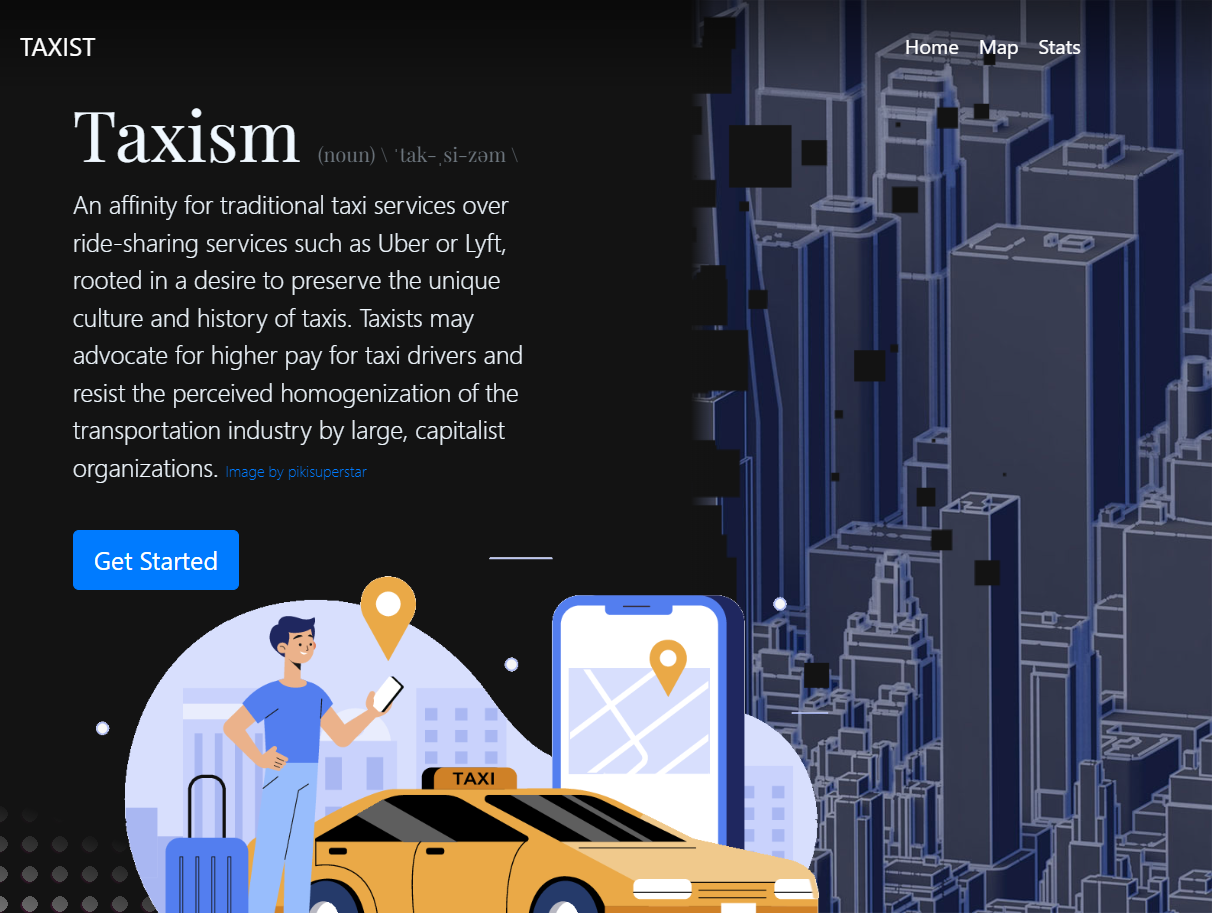 TAXIST
Home Map Stats
Taxism (noun) \ ˈtak-ˌsi-zəm \
An affinity for traditional taxi services over
ride-sharing services such as Uber or Lyft,
rooted in a desire to preserve the unique
culture and history of taxis. Taxists may
advocate for higher pay for taxi drivers and
resist the perceived homogenization of the
transportation industry by large, capitalist
organizations. Image by pikisuperstar
Get Started
TAXI